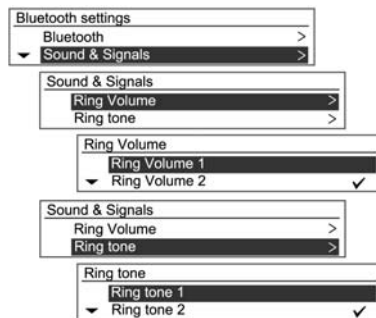 Bluetooth settings
Bluetooth >
Sound & Signals >
Sound & Signals
Ring Volume >
Ring tone >
Ring Volume
Ring Volume 1
Ring Volume 2 ✓
Sound & Signals
Ring Volume >
Ring tone >
Ring tone
Ring tone 1
Ring tone 2 ✓